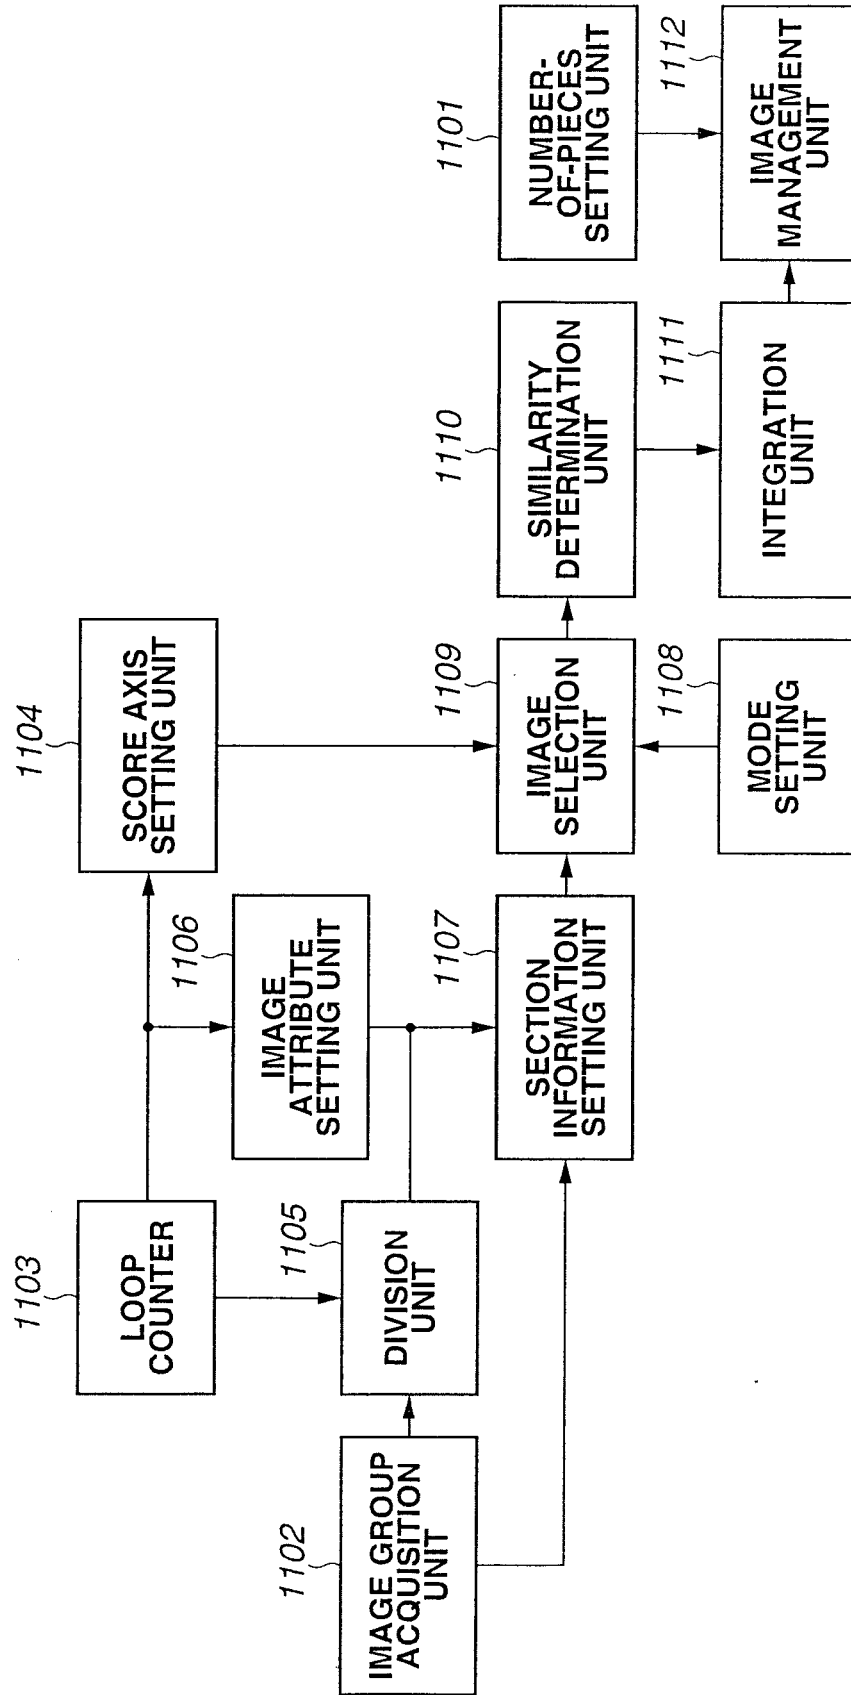 1103
LOOP
COUNTER
1104
SCORE AXIS
SETTING UNIT
1106
IMAGE
ATTRIBUTE
SETTING UNIT
1102
IMAGE GROUP
ACQUISITION
UNIT
1105
DIVISION
UNIT
1107
SECTION
INFORMATION
SETTING UNIT
1109
IMAGE
SELECTION
UNIT
1110
SIMILARITY
DETERMINATION
UNIT
1101
NUMBER-
OF-PIECES
SETTING UNIT
1108
MODE
SETTING
UNIT
1111
INTEGRATION
UNIT
1112
IMAGE
MANAGEMENT
UNIT